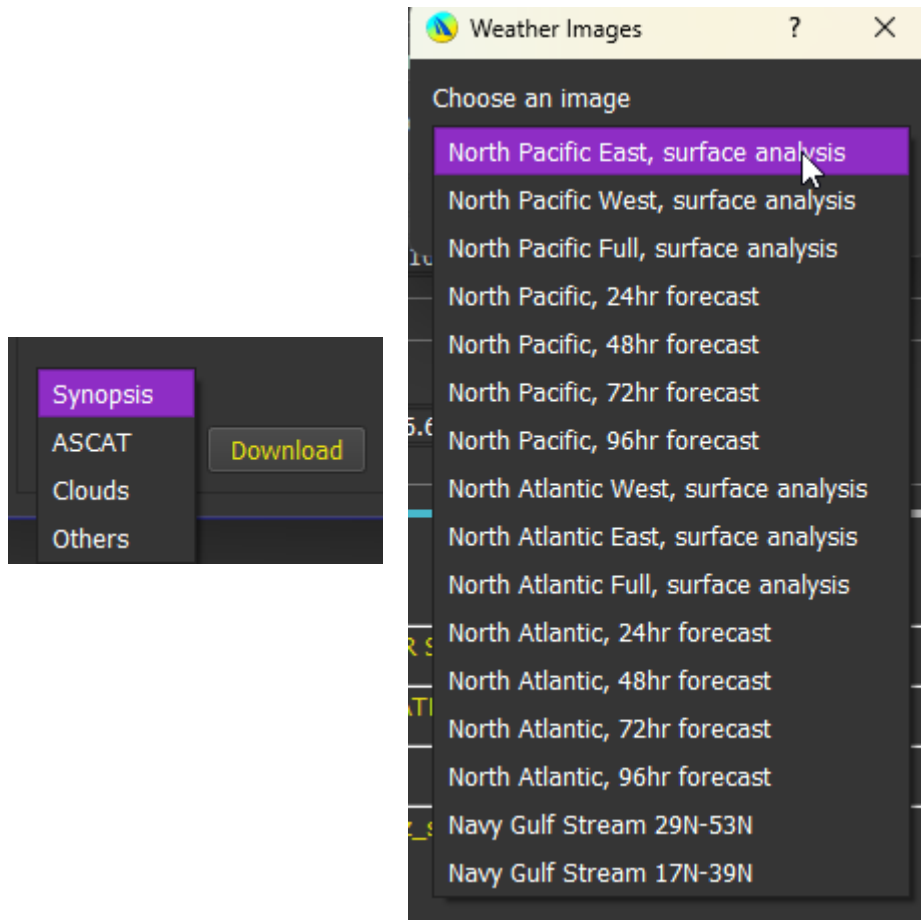 Synopsis
ASCAT
Clouds
Others
Download
Weather Images
?
Choose an image
North Pacific East, surface analysis
North Pacific West, surface analysis
North Pacific Full, surface analysis
North Pacific, 24hr forecast
North Pacific, 48hr forecast
North Pacific, 72hr forecast
North Pacific, 96hr forecast
North Atlantic West, surface analysis
North Atlantic East, surface analysis
North Atlantic Full, surface analysis
North Atlantic, 24hr forecast
North Atlantic, 48hr forecast
North Atlantic, 72hr forecast
North Atlantic, 96hr forecast
Navy Gulf Stream 29N-53N
Navy Gulf Stream 17N-39N